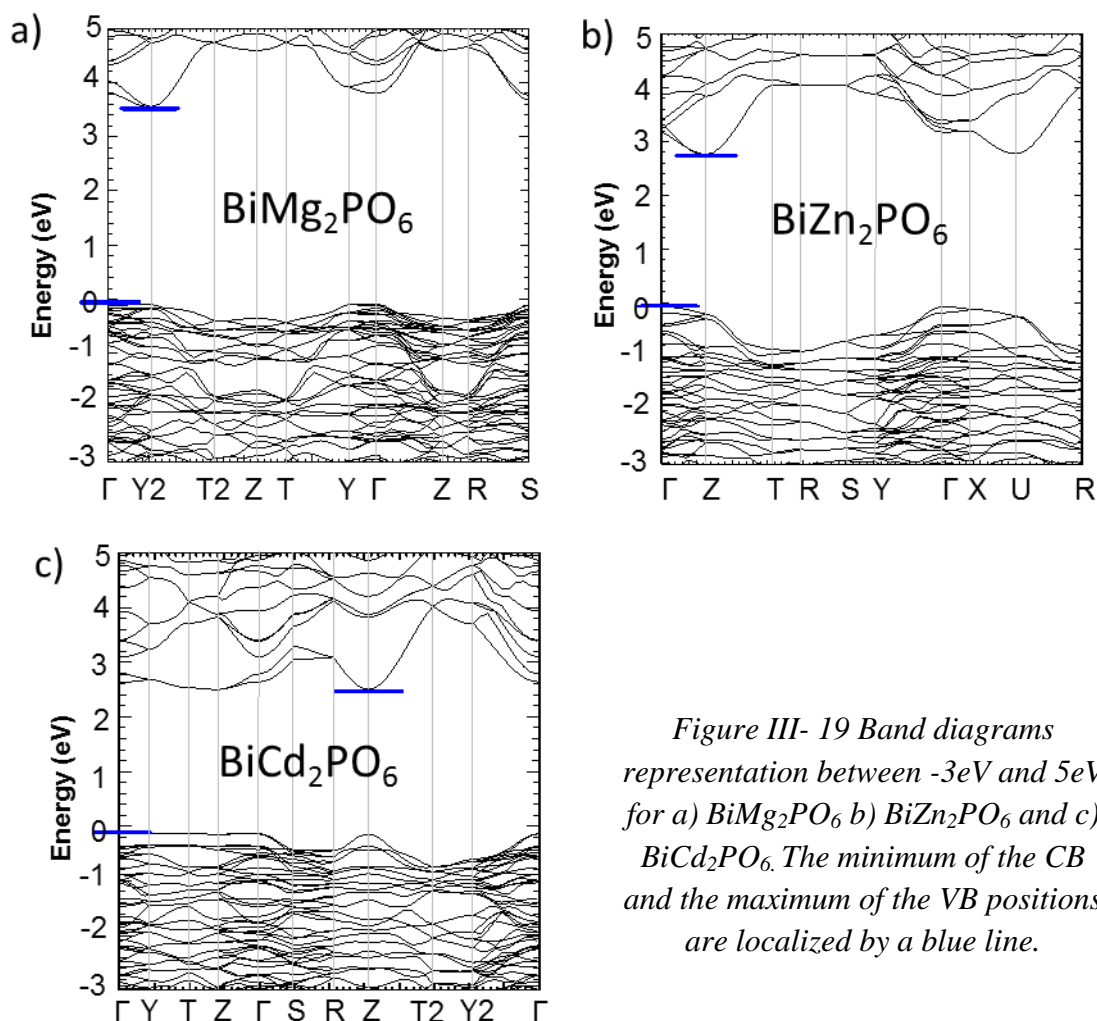 a)
5
4
3
2
1
0
-1
-2
-3
Energy (eV)
BiMg₂PO₆
Γ Y2 T2 Z T Y Γ Z R S
b)
5
4
3
2
1
0
-1
-2
-3
Energy (eV)
BiZn₂PO₆
Γ Z T R S Y Γ X U R
c)
5
4
3
2
1
0
-1
-2
-3
Energy (eV)
BiCd₂PO₆
Γ Y T Z Γ S R Z T2 Y2 Γ
Figure III- 19 Band diagrams
representation between -3eV and 5eV
for a) BiMg₂PO₆ b) BiZn₂PO₆ and c)
BiCd₂PO₆. The minimum of the CB
and the maximum of the VB positions
are localized by a blue line.